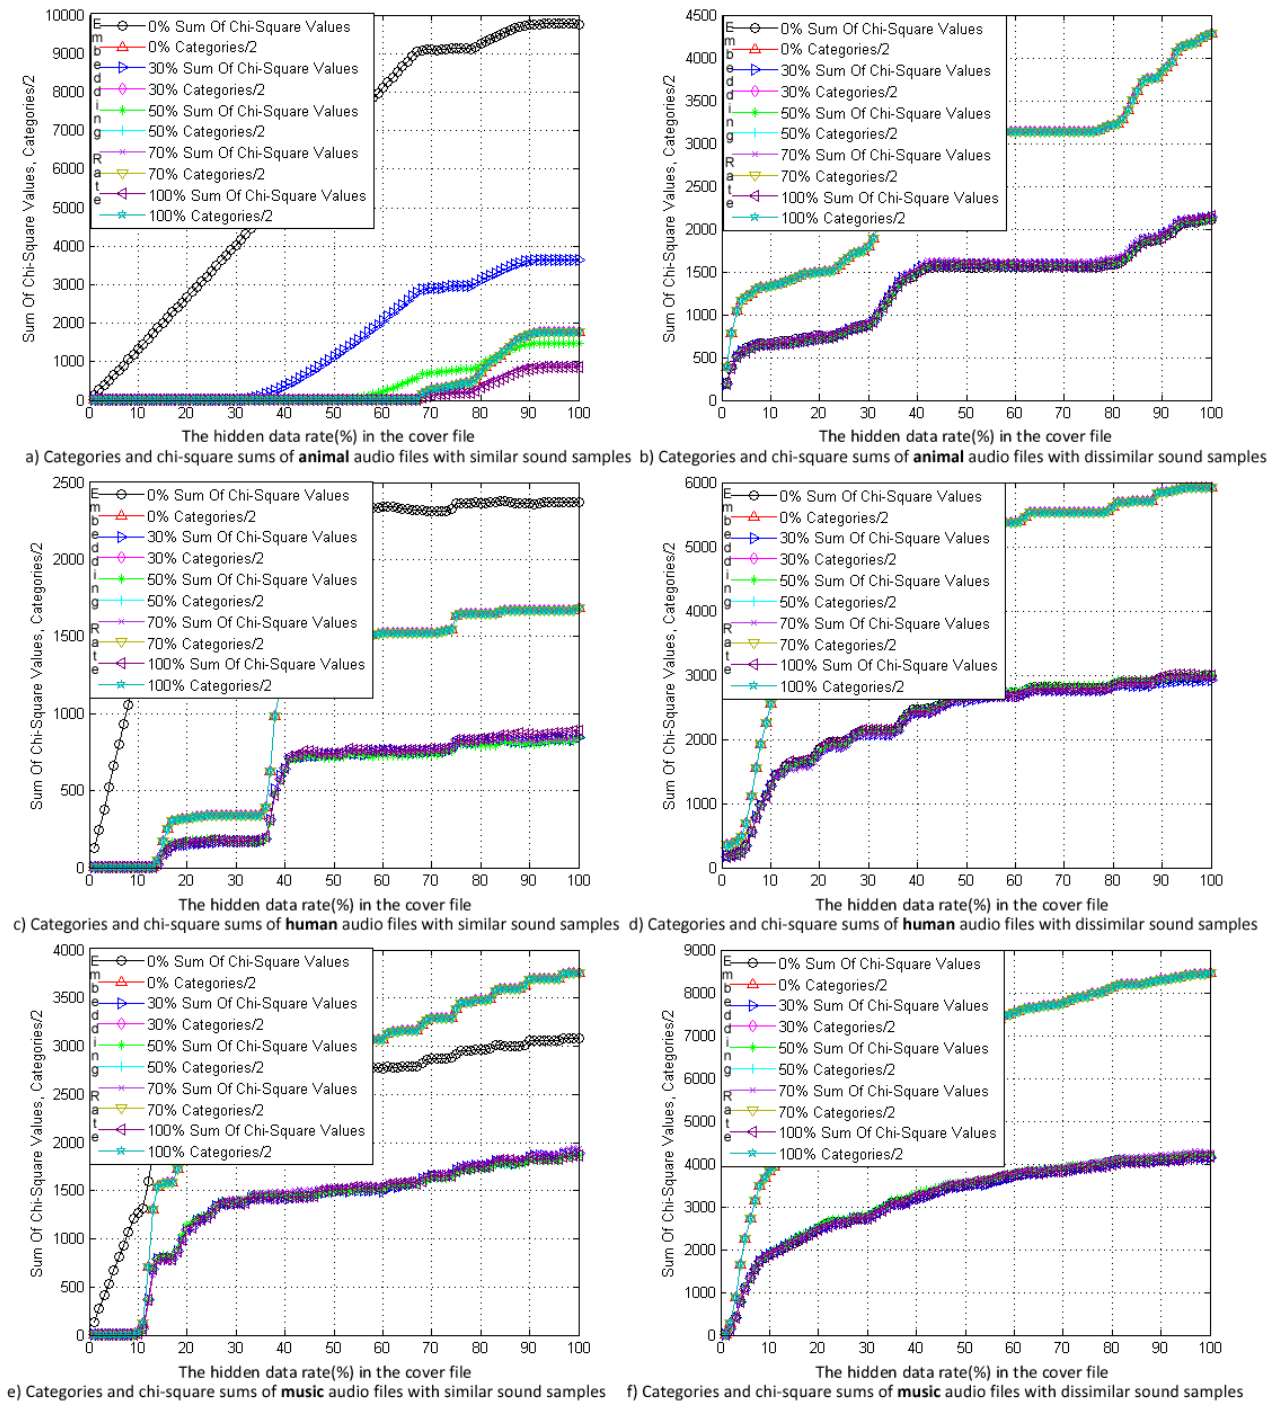 Sum Of Chi-Square Values, Categories/2
10000
9000
8000
7000
6000
5000
4000
3000
2000
1000
0
Embedding Rate
0% Sum Of Chi-Square Values
0% Categories/2
30% Sum Of Chi-Square Values
30% Categories/2
50% Sum Of Chi-Square Values
50% Categories/2
70% Sum Of Chi-Square Values
70% Categories/2
100% Sum Of Chi-Square Values
100% Categories/2
0 10 20 30 40 50 60 70 80 90 100
The hidden data rate(%) in the cover file
a) Categories and chi-square sums of animal audio files with similar sound samples
Sum Of Chi-Square Values, Categories/2
4500
4000
3500
3000
2500
2000
1500
1000
500
0
Embedding Rate
0% Sum Of Chi-Square Values
0% Categories/2
30% Sum Of Chi-Square Values
30% Categories/2
50% Sum Of Chi-Square Values
50% Categories/2
70% Sum Of Chi-Square Values
70% Categories/2
100% Sum Of Chi-Square Values
100% Categories/2
0 10 20 30 40 50 60 70 80 90 100
The hidden data rate(%) in the cover file
b) Categories and chi-square sums of animal audio files with dissimilar sound samples
Sum Of Chi-Square Values, Categories/2
2500
2000
1500
1000
500
0
Embedding Rate
0% Sum Of Chi-Square Values
0% Categories/2
30% Sum Of Chi-Square Values
30% Categories/2
50% Sum Of Chi-Square Values
50% Categories/2
70% Sum Of Chi-Square Values
70% Categories/2
100% Sum Of Chi-Square Values
100% Categories/2
0 10 20 30 40 50 60 70 80 90 100
The hidden data rate(%) in the cover file
c) Categories and chi-square sums of human audio files with similar sound samples
Sum Of Chi-Square Values, Categories/2
6000
5000
4000
3000
2000
1000
0
Embedding Rate
0% Sum Of Chi-Square Values
0% Categories/2
30% Sum Of Chi-Square Values
30% Categories/2
50% Sum Of Chi-Square Values
50% Categories/2
70% Sum Of Chi-Square Values
70% Categories/2
100% Sum Of Chi-Square Values
100% Categories/2
0 10 20 30 40 50 60 70 80 90 100
The hidden data rate(%) in the cover file
d) Categories and chi-square sums of human audio files with dissimilar sound samples
Sum Of Chi-Square Values, Categories/2
4000
3500
3000
2500
2000
1500
1000
500
0
Embedding Rate
0% Sum Of Chi-Square Values
0% Categories/2
30% Sum Of Chi-Square Values
30% Categories/2
50% Sum Of Chi-Square Values
50% Categories/2
70% Sum Of Chi-Square Values
70% Categories/2
100% Sum Of Chi-Square Values
100% Categories/2
0 10 20 30 40 50 60 70 80 90 100
The hidden data rate(%) in the cover file
e) Categories and chi-square sums of music audio files with similar sound samples
Sum Of Chi-Square Values, Categories/2
9000
8000
7000
6000
5000
4000
3000
2000
1000
0
Embedding Rate
0% Sum Of Chi-Square Values
0% Categories/2
30% Sum Of Chi-Square Values
30% Categories/2
50% Sum Of Chi-Square Values
50% Categories/2
70% Sum Of Chi-Square Values
70% Categories/2
100% Sum Of Chi-Square Values
100% Categories/2
0 10 20 30 40 50 60 70 80 90 100
The hidden data rate(%) in the cover file
f) Categories and chi-square sums of music audio files with dissimilar sound samples